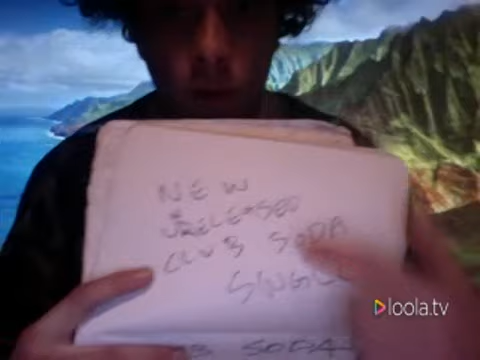 NEW
UNRELEASED
CLUB SODA
SINGLE
SODA
loola.tv